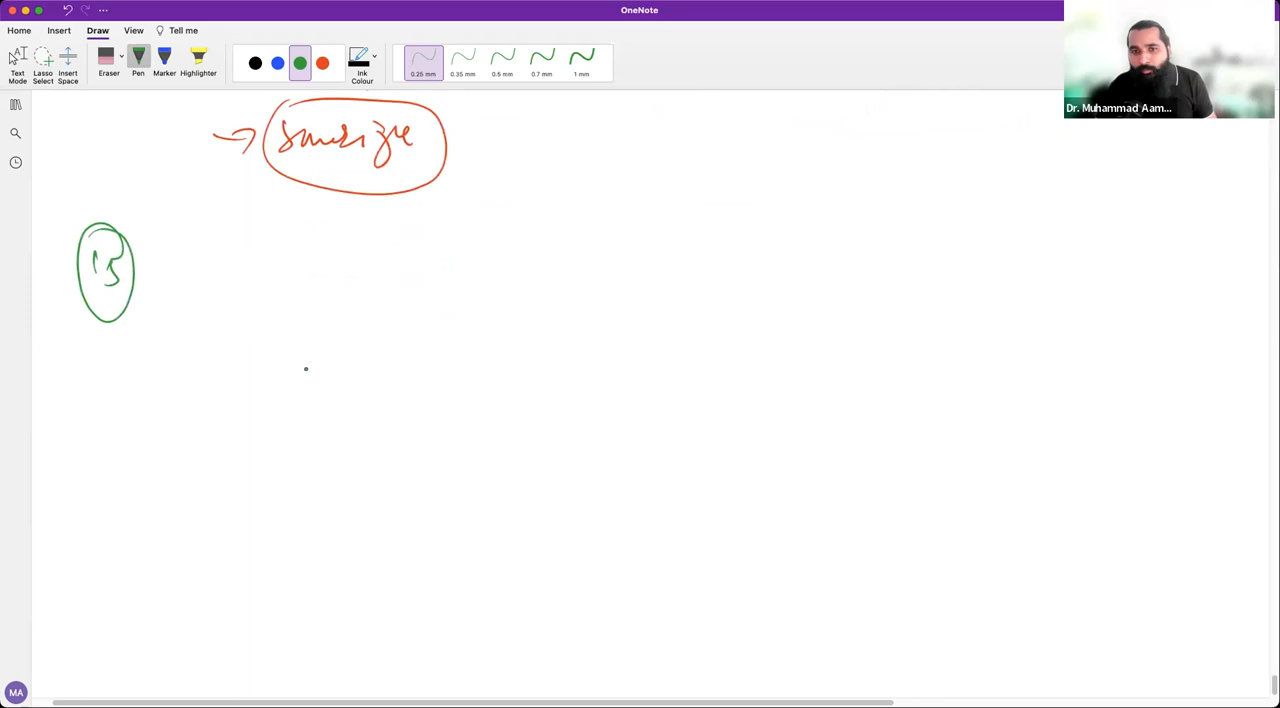 OneNote
Home Insert Draw View Tell me
Text Mode
Lasso Select
Insert Space
Eraser
Pen
Marker
Highlighter
Ink Colour
0.25 mm
0.35 mm
0.5 mm
0.7 mm
1 mm
Dr. Muhammad Aam...
MA